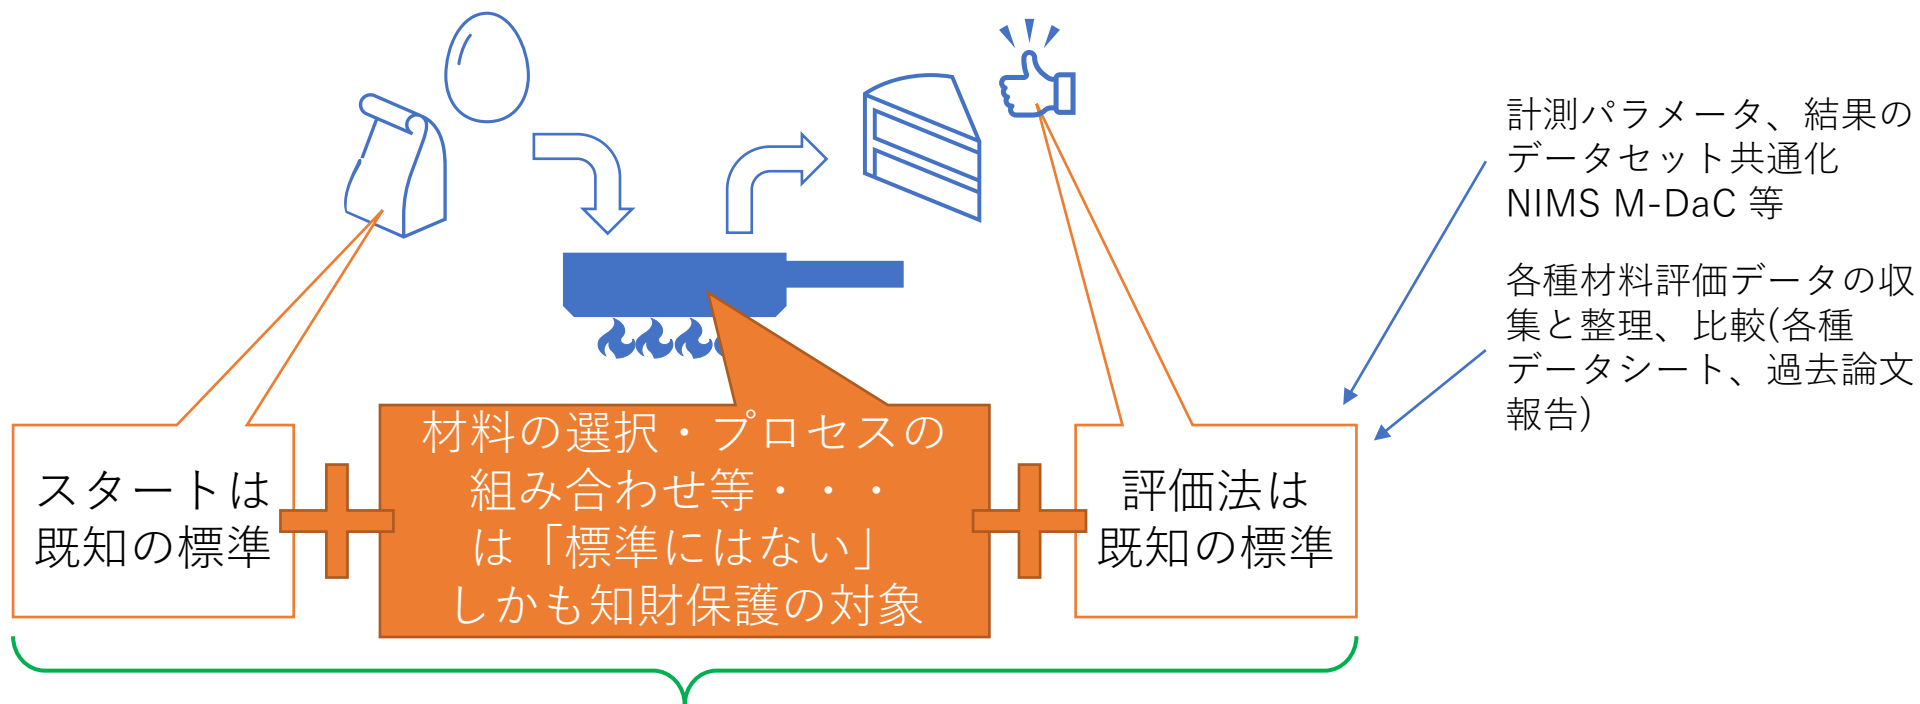 計測パラメータ、結果の
データセット共通化
NIMS M-DaC 等
各種材料評価データの収
集と整理、比較(各種
データシート、過去論文
報告)
スタートは
既知の標準
材料の選択・プロセスの
組み合わせ等・・・
は「標準にはない」
しかも知財保護の対象
評価法は
既知の標準